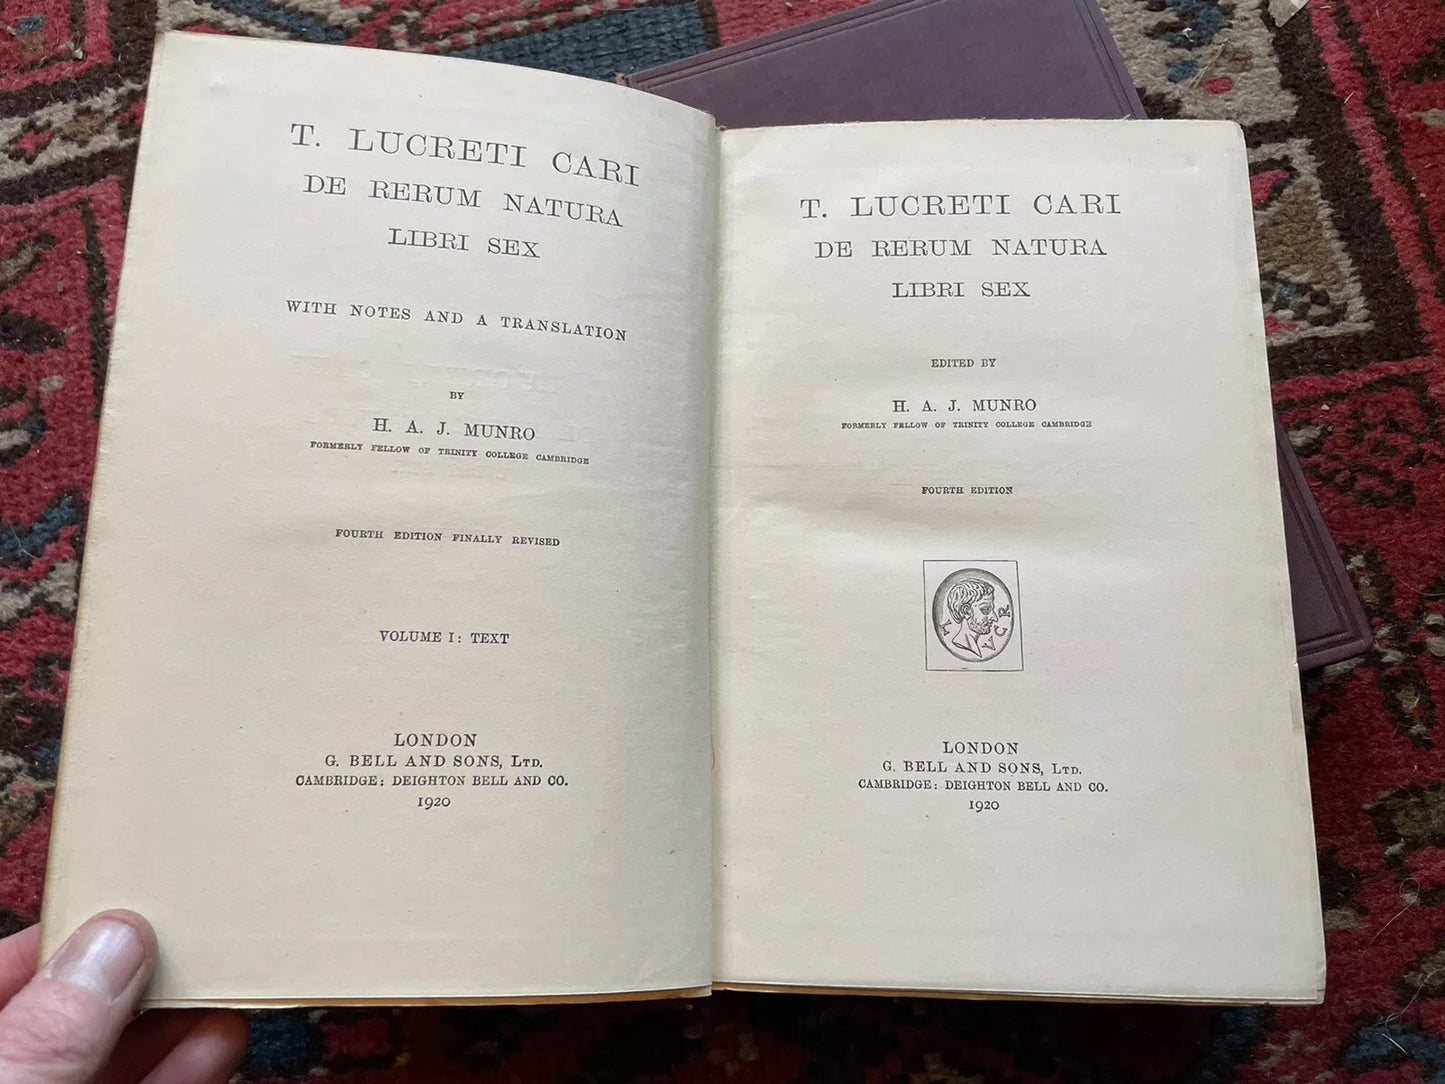 T. LUCRETI CARI
DE RERUM NATURA
LIBRI SEX
WITH NOTES AND A TRANSLATION
BY
H. A. J. MUNRO
FORMERLY FELLOW OF TRINITY COLLEGE CAMBRIDGE
FOURTH EDITION FINALLY REVISED
VOLUME I: TEXT
LONDON
G. BELL AND SONS, LTD.
CAMBRIDGE: DEIGHTON BELL AND CO.
1920
T. LUCRETI CARI
DE RERUM NATURA
LIBRI SEX
EDITED BY
H. A. J. MUNRO
FORMERLY FELLOW OF TRINITY COLLEGE CAMBRIDGE
FOURTH EDITION
L VCR
LONDON
G. BELL AND SONS, LTD.
CAMBRIDGE: DEIGHTON BELL AND CO.
1920